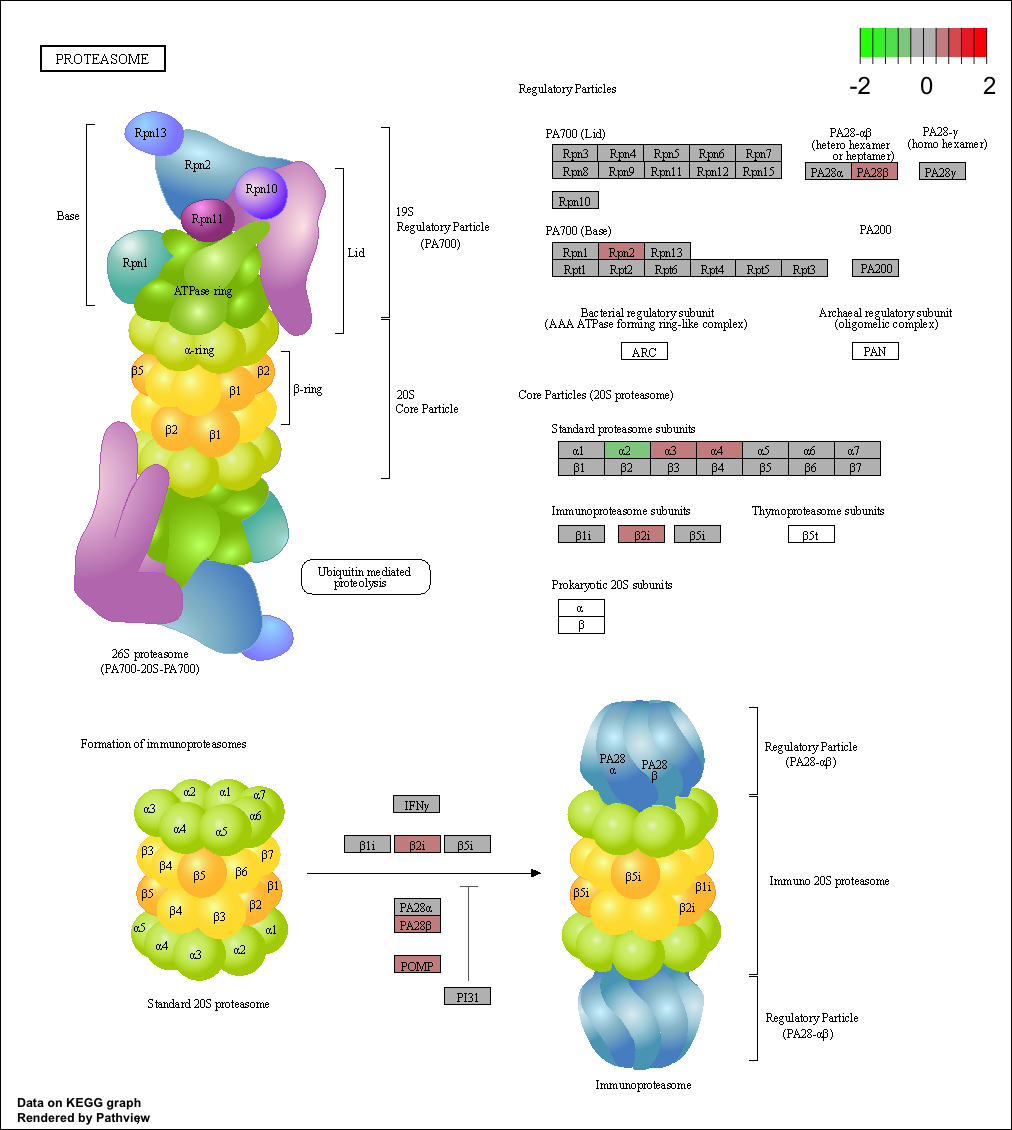 PROTEASOME
-2 0 2
Rpn13
Rpn2
Rpn10
Rpn11
Rpn1
ATPase ring
Base
Lid
19S
Regulatory Particle
(PA700)
α-ring
β5
β2
β1
β-ring
β2
β1
20S
Core Particle
Ubiquitin mediated
proteolysis
26S proteasome
(PA700-20S-PA700)
Regulatory Particles
PA700 (Lid)
Rpn3 Rpn4 Rpn5 Rpn6 Rpn7
Rpn8 Rpn9 Rpn11 Rpn12 Rpn15
Rpn10
PA28-αβ
(hetero hexamer
or heptamer)
PA28α PA28β
PA28-γ
(homo hexamer)
PA28γ
PA700 (Base)
Rpn1 Rpn2 Rpn13
Rpt1 Rpt2 Rpt6 Rpt4 Rpt5 Rpt3
PA200
PA200
Bacterial regulatory subunit
(AAA ATPase forming ring-like complex)
ARC
Archaeal regulatory subunit
(oligomelic complex)
PAN
Core Particles (20S proteasome)
Standard proteasome subunits
α1 α2 α3 α4 α5 α6 α7
β1 β2 β3 β4 β5 β6 β7
Immunoproteasome subunits
β1i β2i β5i
Thymoproteasome subunits
β5t
Prokaryotic 20S subunits
α
β
Formation of immunoproteasomes
α2 α1 α7
α3 α6
α4 α5
β3 β7
β4 β5 β6
β5 β1
β4 β3 β2
α5 α1
α4 α3 α2
Standard 20S proteasome
IFNγ
β1i β2i β5i
PA28α
PA28β
POMP
PI31
PA28
α
PA28
β
β5i
β5i
β1i
β2i
Regulatory Particle
(PA28-αβ)
Immuno 20S proteasome
Regulatory Particle
(PA28-αβ)
Immunoproteasome
Data on KEGG graph
Rendered by Pathview